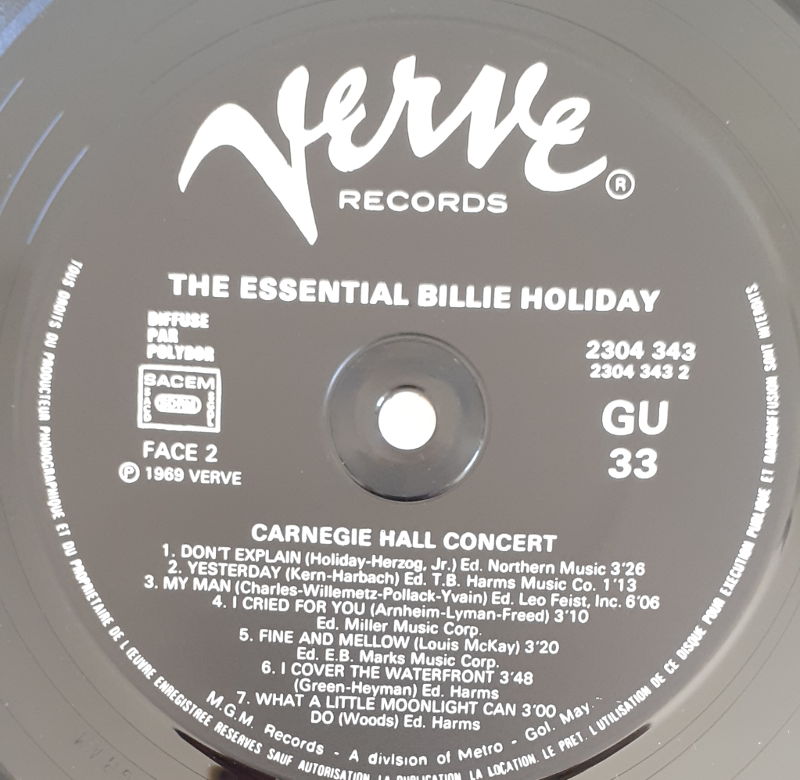 Verve ®
RECORDS
THE ESSENTIAL BILLIE HOLIDAY
DIFFUSE
PAR
POLYDOR
SACEM
FACE 2
Ⓟ 1969 VERVE
2304 343
2304 343 2
GU
33
CARNEGIE HALL CONCERT
1. DON'T EXPLAIN (Holiday-Herzog, Jr.) Ed. Northern Music 3'26
2. YESTERDAY (Kern-Harbach) Ed. T.B. Harms Music Co. 1'13
3. MY MAN (Charles-Willemetz-Pollack-Yvain) Ed. Leo Feist, Inc. 6'06
4. I CRIED FOR YOU (Arnheim-Lyman-Freed) 3'10
Ed. Miller Music Corp.
5. FINE AND MELLOW (Louis McKay) 3'20
Ed. E.B. Marks Music Corp.
6. I COVER THE WATERFRONT 3'48
(Green-Heyman) Ed. Harms
7. WHAT A LITTLE MOONLIGHT CAN 3'00
DO (Woods) Ed. Harms
M.G.M. Records - A division of Metro - Gol. May.
TOUS DROITS DU PRODUCTEUR PHONOGRAPHIQUE ET DU PROPRIETAIRE DE L'ŒUVRE ENREGISTREE RESERVES SAUF AUTORISATION, LA DUPLICATION, LA LOCATION, LE PRET, L'UTILISATION DE CE DISQUE POUR EXECUTION PUBLIQUE ET RADIODIFFUSION SONT INTERDITS